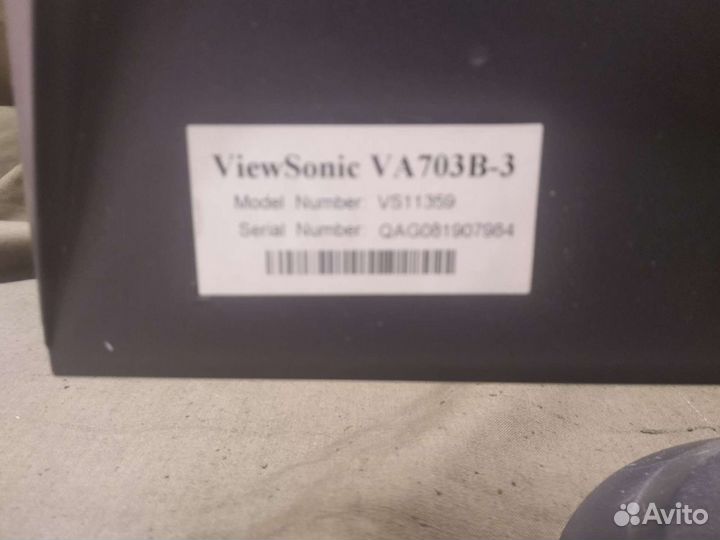 ViewSonic VA703B-3
Model Number: VS11359
Serial Number: QAG081907984
Avito